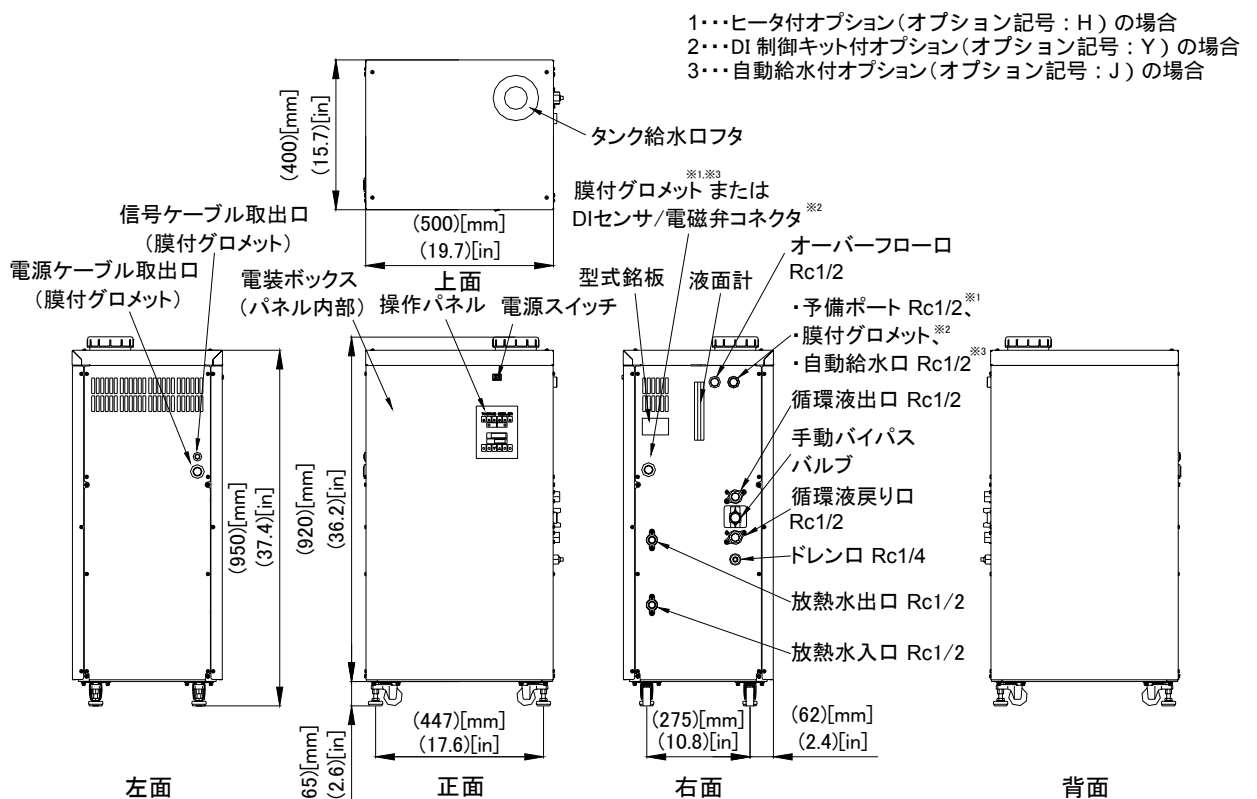 1･･･ヒータ付オプション(オプション記号：H)の場合
2･･･DI 制御キット付オプション(オプション記号：Y)の場合
3･･･自動給水付オプション(オプション記号：J)の場合
(400)[mm]
(15.7)[in]
タンク給水口フタ
(500)[mm]
(19.7)[in]
上面
膜付グロメット※1,※3 または
DIセンサ/電磁弁コネクタ※2
信号ケーブル取出口
(膜付グロメット)
電源ケーブル取出口
(膜付グロメット)
電装ボックス
(パネル内部)
操作パネル
電源スイッチ
型式銘板
液面計
オーバーフロー口
Rc1/2
・予備ポート Rc1/2※1、
・膜付グロメット、※2
・自動給水口 Rc1/2※3
循環液出口 Rc1/2
手動バイパス
バルブ
循環液戻り口
Rc1/2
ドレン口 Rc1/4
放熱水出口 Rc1/2
放熱水入口 Rc1/2
(950)[mm]
(37.4)[in]
(920)[mm]
(36.2)[in]
65)[mm]
(2.6)[in]
(447)[mm]
(17.6)[in]
(275)[mm]
(10.8)[in]
(62)[mm]
(2.4)[in]
左面
正面
右面
背面